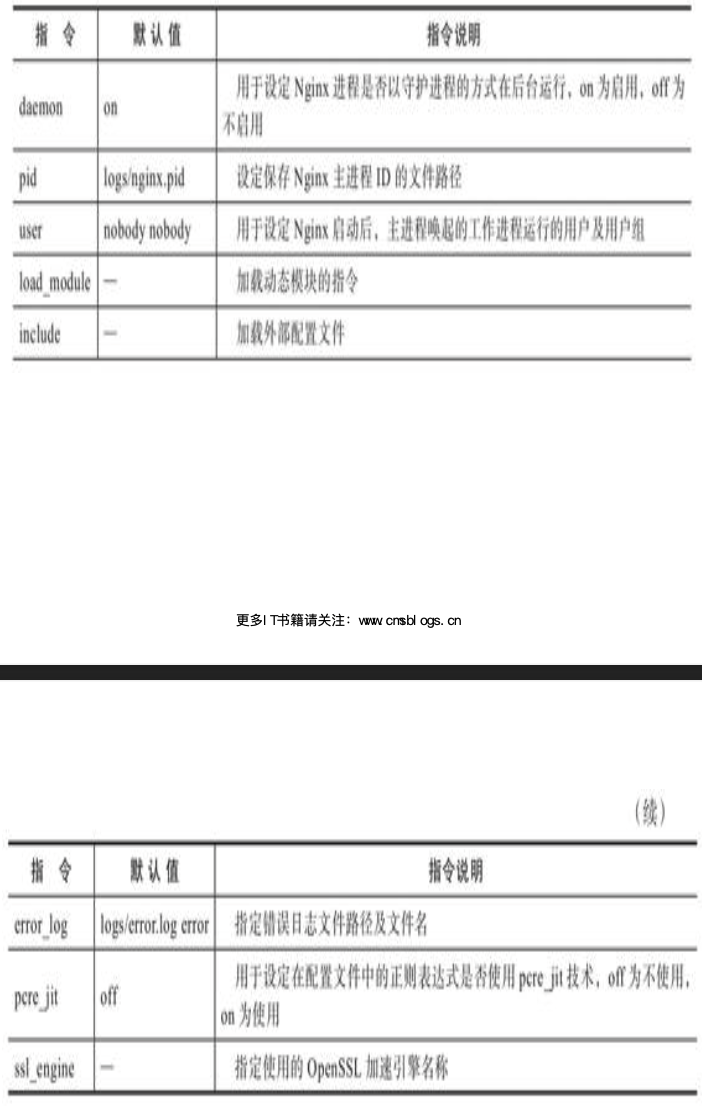 指 令 默认值 指令说明
daemon on 用于设定 Nginx 进程是否以守护进程的方式在后台运行，on 为启用，off 为
不启用
pid logs/nginx.pid 设定保存 Nginx 主进程 ID 的文件路径
user nobody nobody 用于设定 Nginx 启动后，主进程唤起的工作进程运行的用户及用户组
load_module — 加载动态模块的指令
include — 加载外部配置文件
更多IT书籍请关注：www.cmsblogs.cn
（续）
指 令 默认值 指令说明
error_log logs/error.log error 指定错误日志文件路径及文件名
pcre_jit off 用于设定在配置文件中的正则表达式是否使用 pcre_jit 技术，off 为不使用，
on 为使用
ssl_engine — 指定使用的 OpenSSL 加速引擎名称